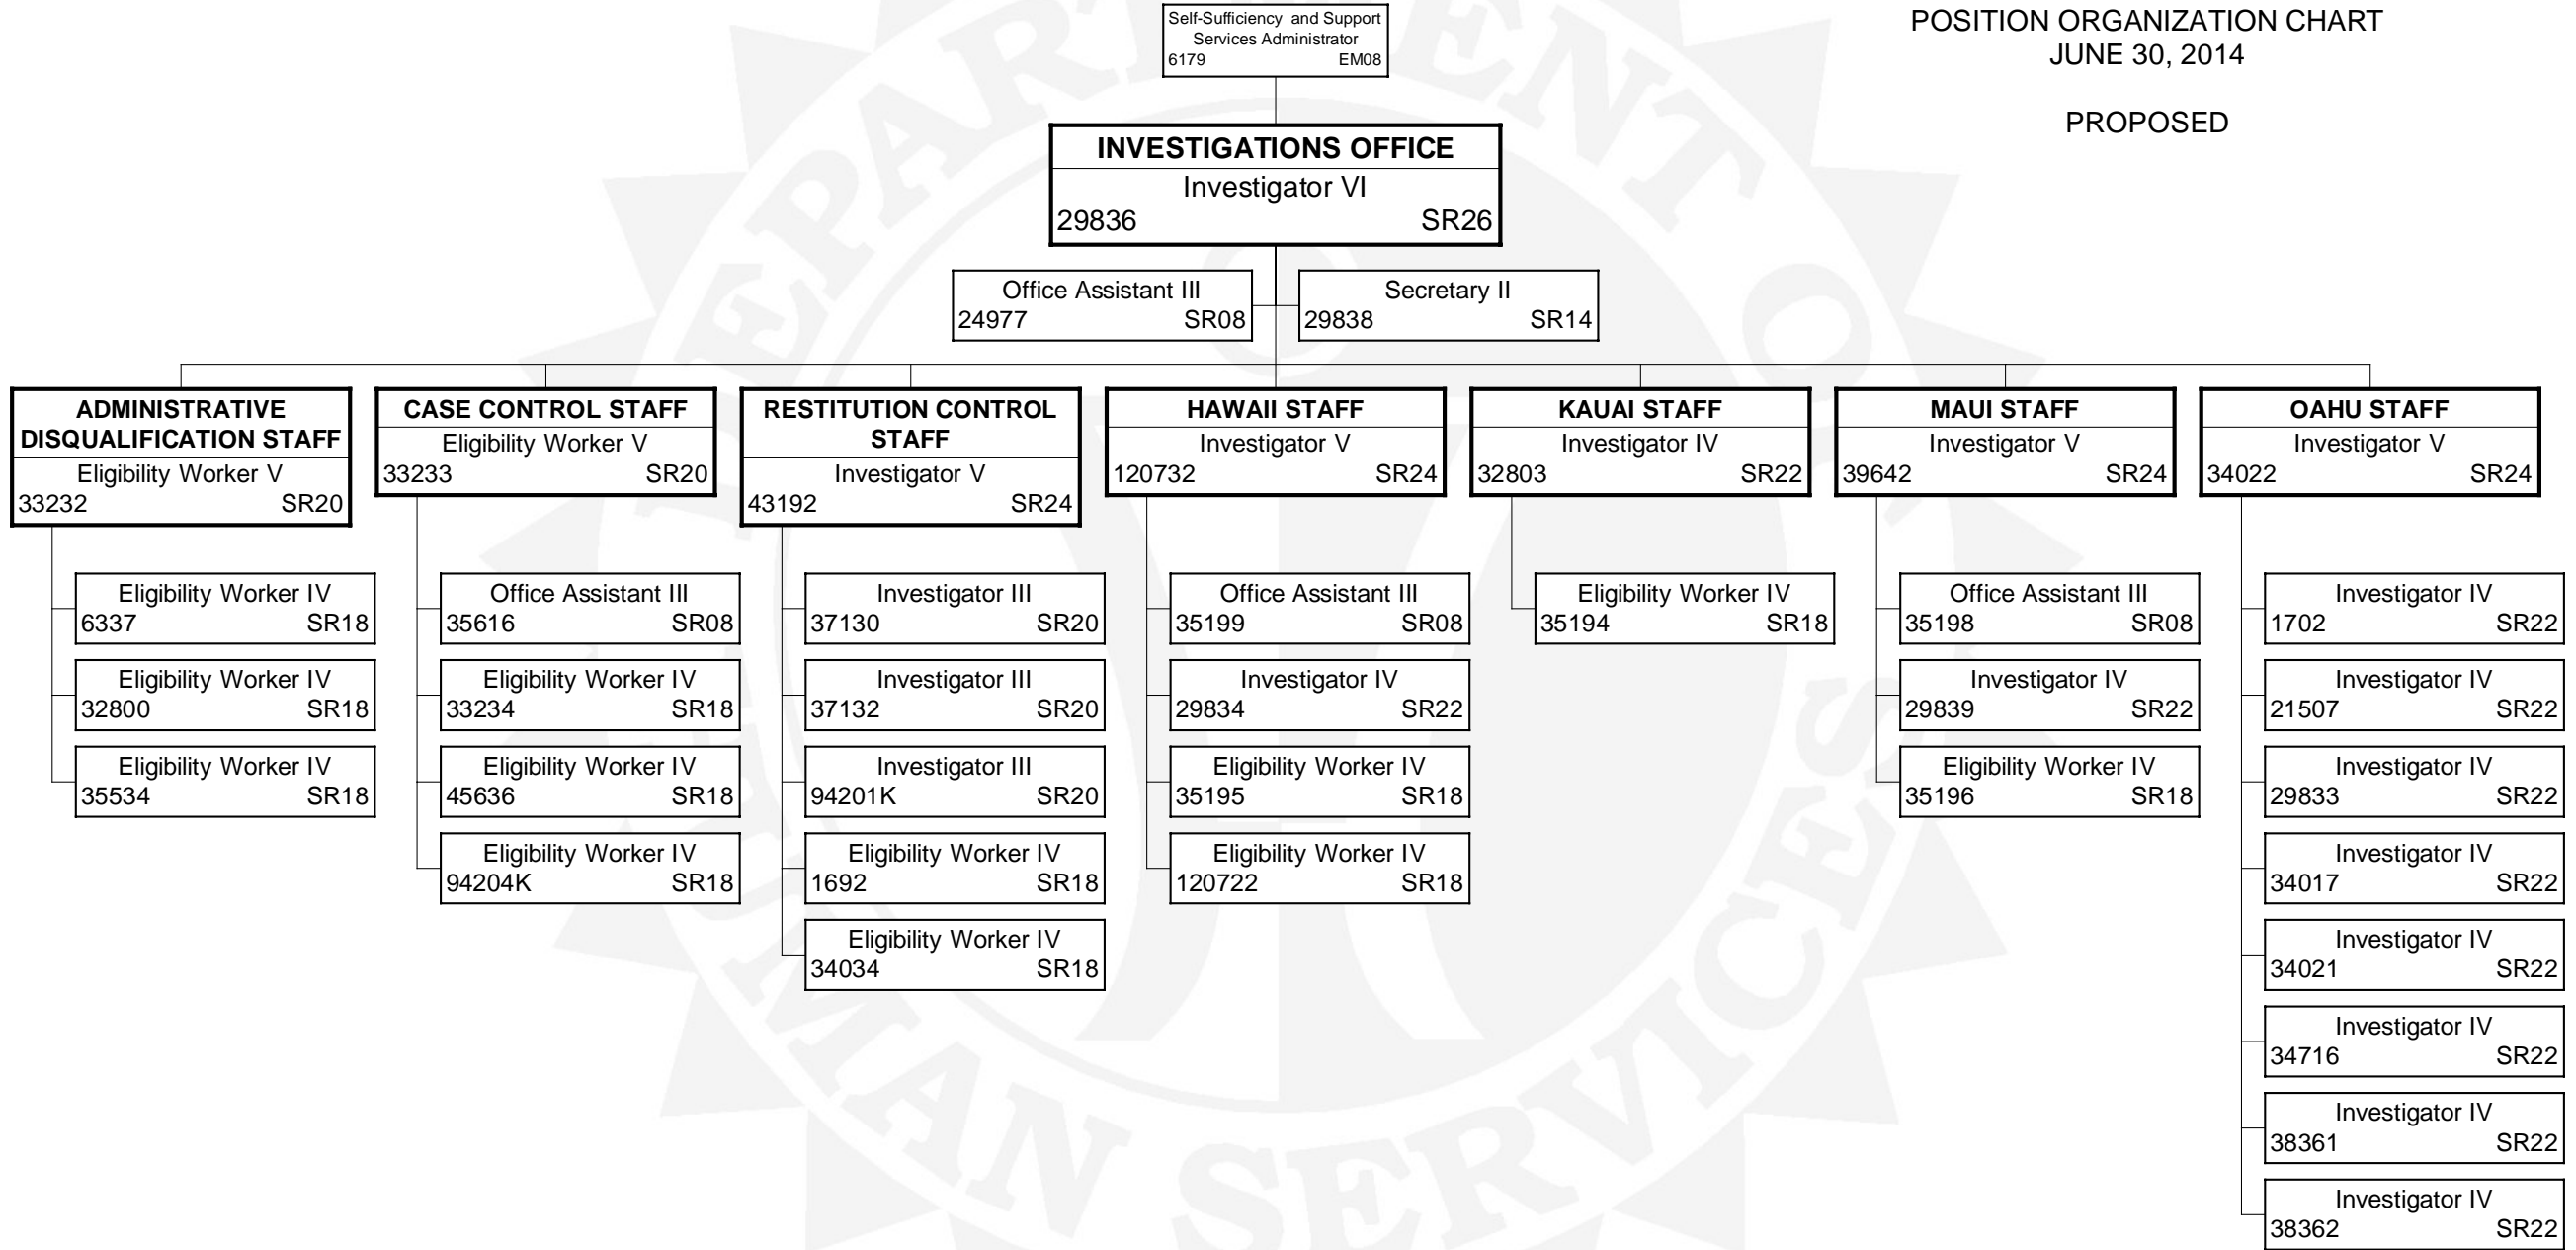 POSITION ORGANIZATION CHART
JUNE 30, 2014
PROPOSED
Self-Sufficiency and Support
Services Administrator
6179 EM08
INVESTIGATIONS OFFICE
Investigator VI
29836 SR26
Office Assistant III
24977 SR08
Secretary II
29838 SR14
ADMINISTRATIVE
DISQUALIFICATION STAFF
Eligibility Worker V
33232 SR20
Eligibility Worker IV
6337 SR18
Eligibility Worker IV
32800 SR18
Eligibility Worker IV
35534 SR18
CASE CONTROL STAFF
Eligibility Worker V
33233 SR20
Office Assistant III
35616 SR08
Eligibility Worker IV
33234 SR18
Eligibility Worker IV
45636 SR18
Eligibility Worker IV
94204K SR18
RESTITUTION CONTROL
STAFF
Investigator V
43192 SR24
Investigator III
37130 SR20
Investigator III
37132 SR20
Investigator III
94201K SR20
Eligibility Worker IV
1692 SR18
Eligibility Worker IV
34034 SR18
HAWAII STAFF
Investigator V
120732 SR24
Office Assistant III
35199 SR08
Investigator IV
29834 SR22
Eligibility Worker IV
35195 SR18
Eligibility Worker IV
120722 SR18
KAUAI STAFF
Investigator IV
32803 SR22
Eligibility Worker IV
35194 SR18
MAUI STAFF
Investigator V
39642 SR24
Office Assistant III
35198 SR08
Investigator IV
29839 SR22
Eligibility Worker IV
35196 SR18
OAHU STAFF
Investigator V
34022 SR24
Investigator IV
1702 SR22
Investigator IV
21507 SR22
Investigator IV
29833 SR22
Investigator IV
34017 SR22
Investigator IV
34021 SR22
Investigator IV
34716 SR22
Investigator IV
38361 SR22
Investigator IV
38362 SR22